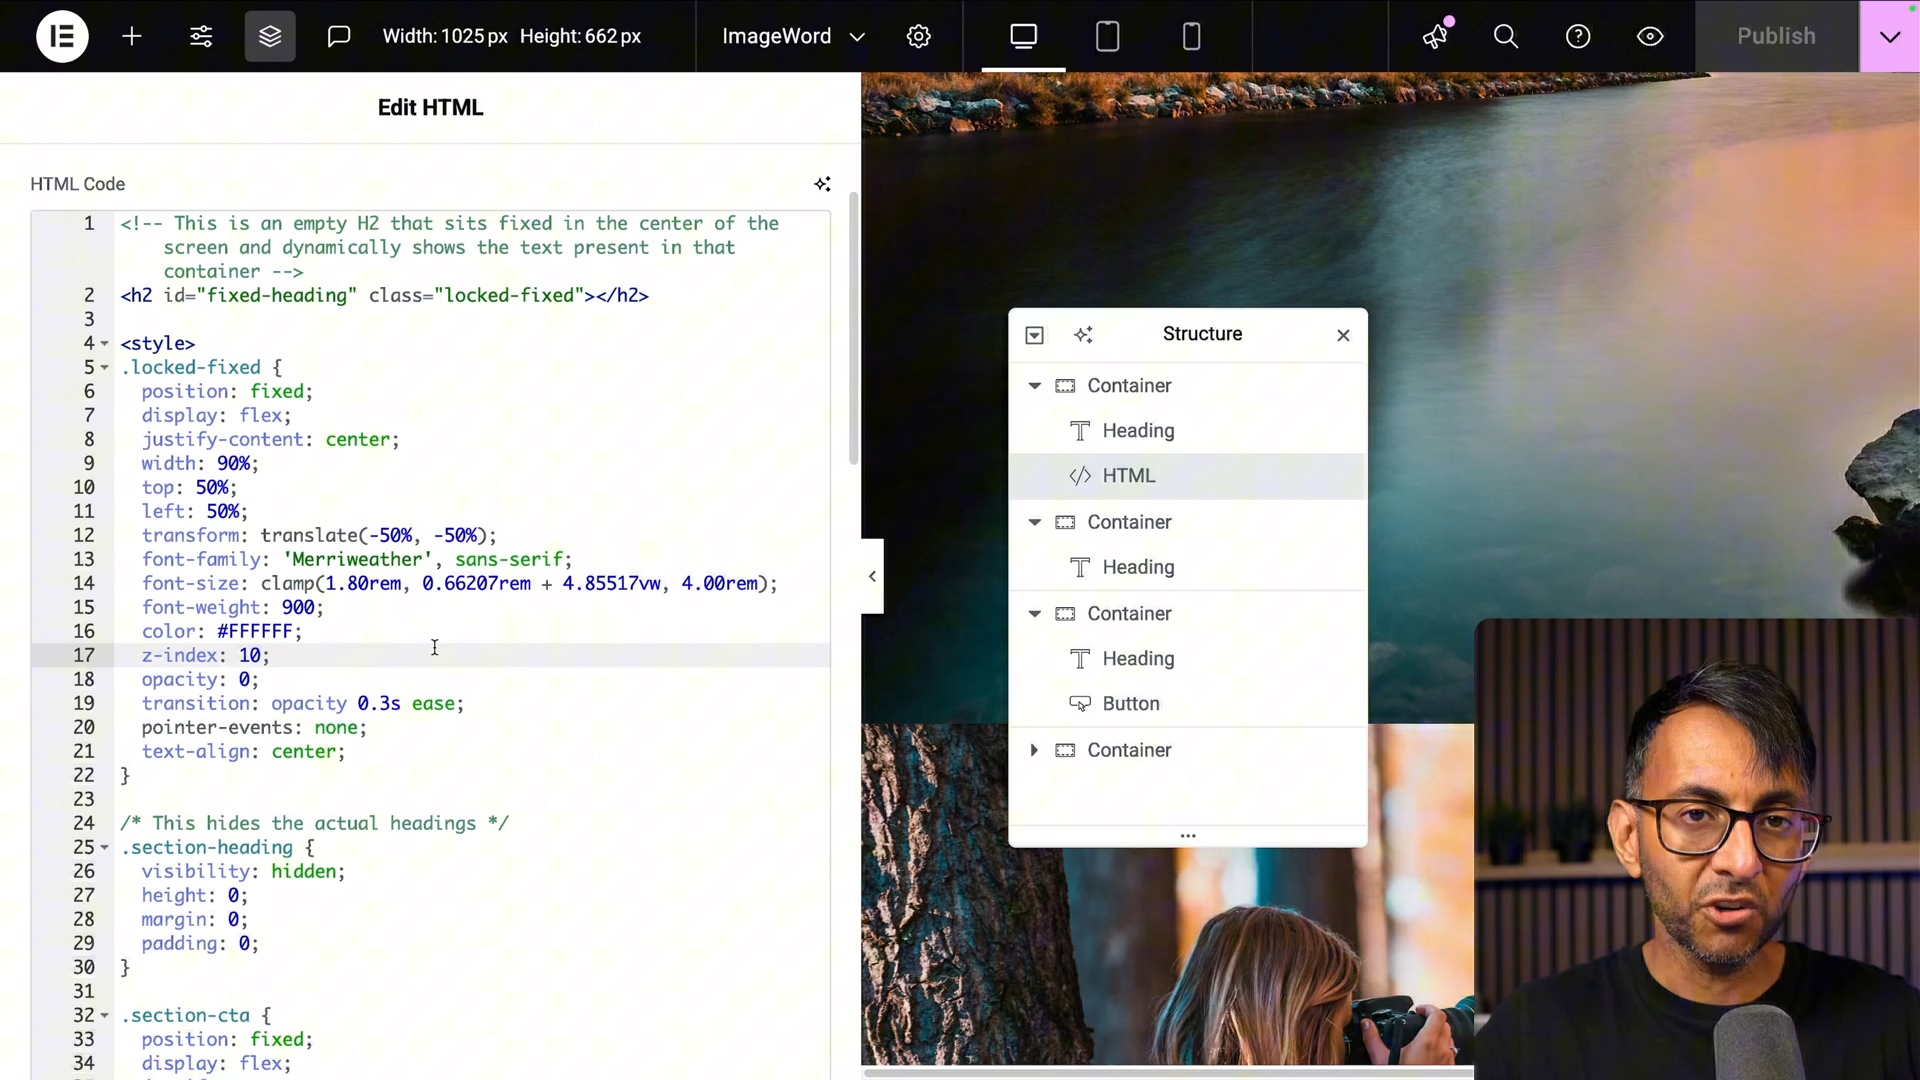 Width: 1025 px Height: 662 px
ImageWord
Publish
Edit HTML
HTML Code
1 <!-- This is an empty H2 that sits fixed in the center of the
screen and dynamically shows the text present in that
container -->
2 <h2 id="fixed-heading" class="locked-fixed"></h2>
3
4 <style>
5 .locked-fixed {
6 position: fixed;
7 display: flex;
8 justify-content: center;
9 width: 90%;
10 top: 50%;
11 left: 50%;
12 transform: translate(-50%, -50%);
13 font-family: 'Merriweather', sans-serif;
14 font-size: clamp(1.80rem, 0.66207rem + 4.85517vw, 4.00rem);
15 font-weight: 900;
16 color: #FFFFFF;
17 z-index: 10;
18 opacity: 0;
19 transition: opacity 0.3s ease;
20 pointer-events: none;
21 text-align: center;
22 }
23
24 /* This hides the actual headings */
25 .section-heading {
26 visibility: hidden;
27 height: 0;
28 margin: 0;
29 padding: 0;
30 }
31
32 .section-cta {
33 position: fixed;
34 display: flex;
Structure
Container
Heading
HTML
Container
Heading
Container
Heading
Button
Container